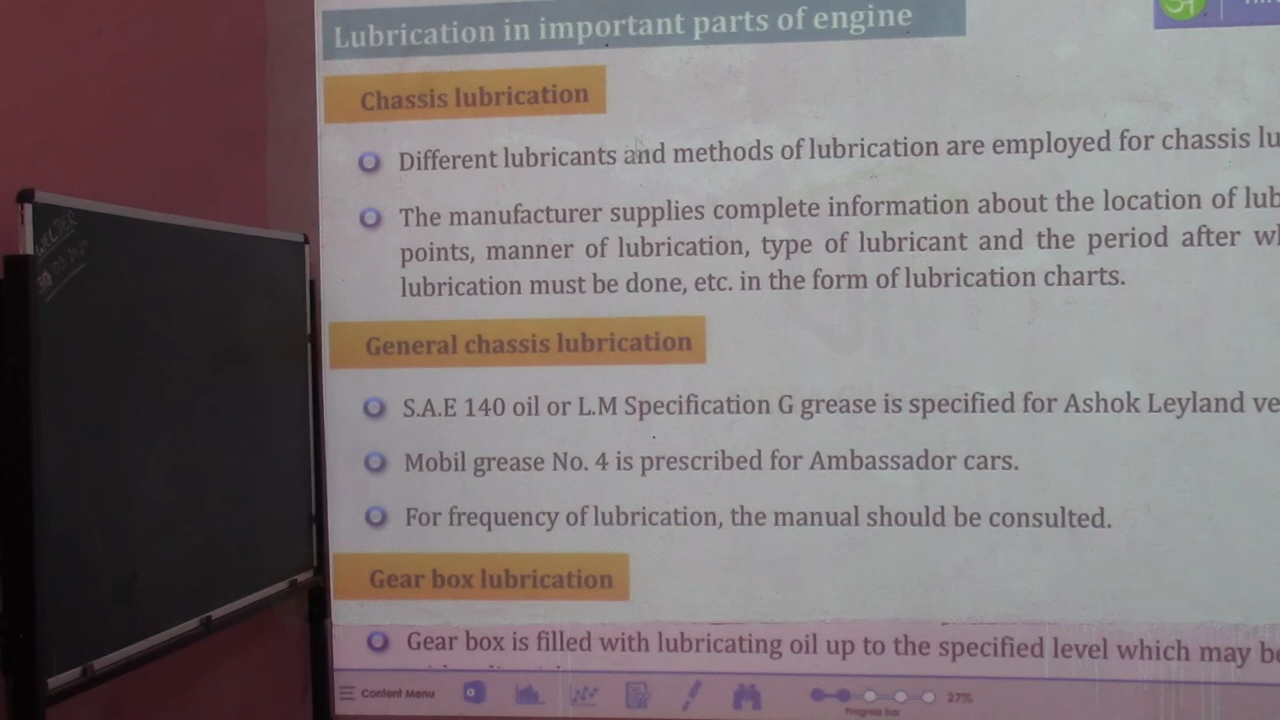 Lubrication in important parts of engine
Chassis lubrication
Different lubricants and methods of lubrication are employed for chassis lu
The manufacturer supplies complete information about the location of lub
points, manner of lubrication, type of lubricant and the period after wh
lubrication must be done, etc. in the form of lubrication charts.
General chassis lubrication
S.A.E 140 oil or L.M Specification G grease is specified for Ashok Leyland ve
Mobil grease No. 4 is prescribed for Ambassador cars.
For frequency of lubrication, the manual should be consulted.
Gear box lubrication
Gear box is filled with lubricating oil up to the specified level which may be
Content Menu
27%
Progress bar
WELDER